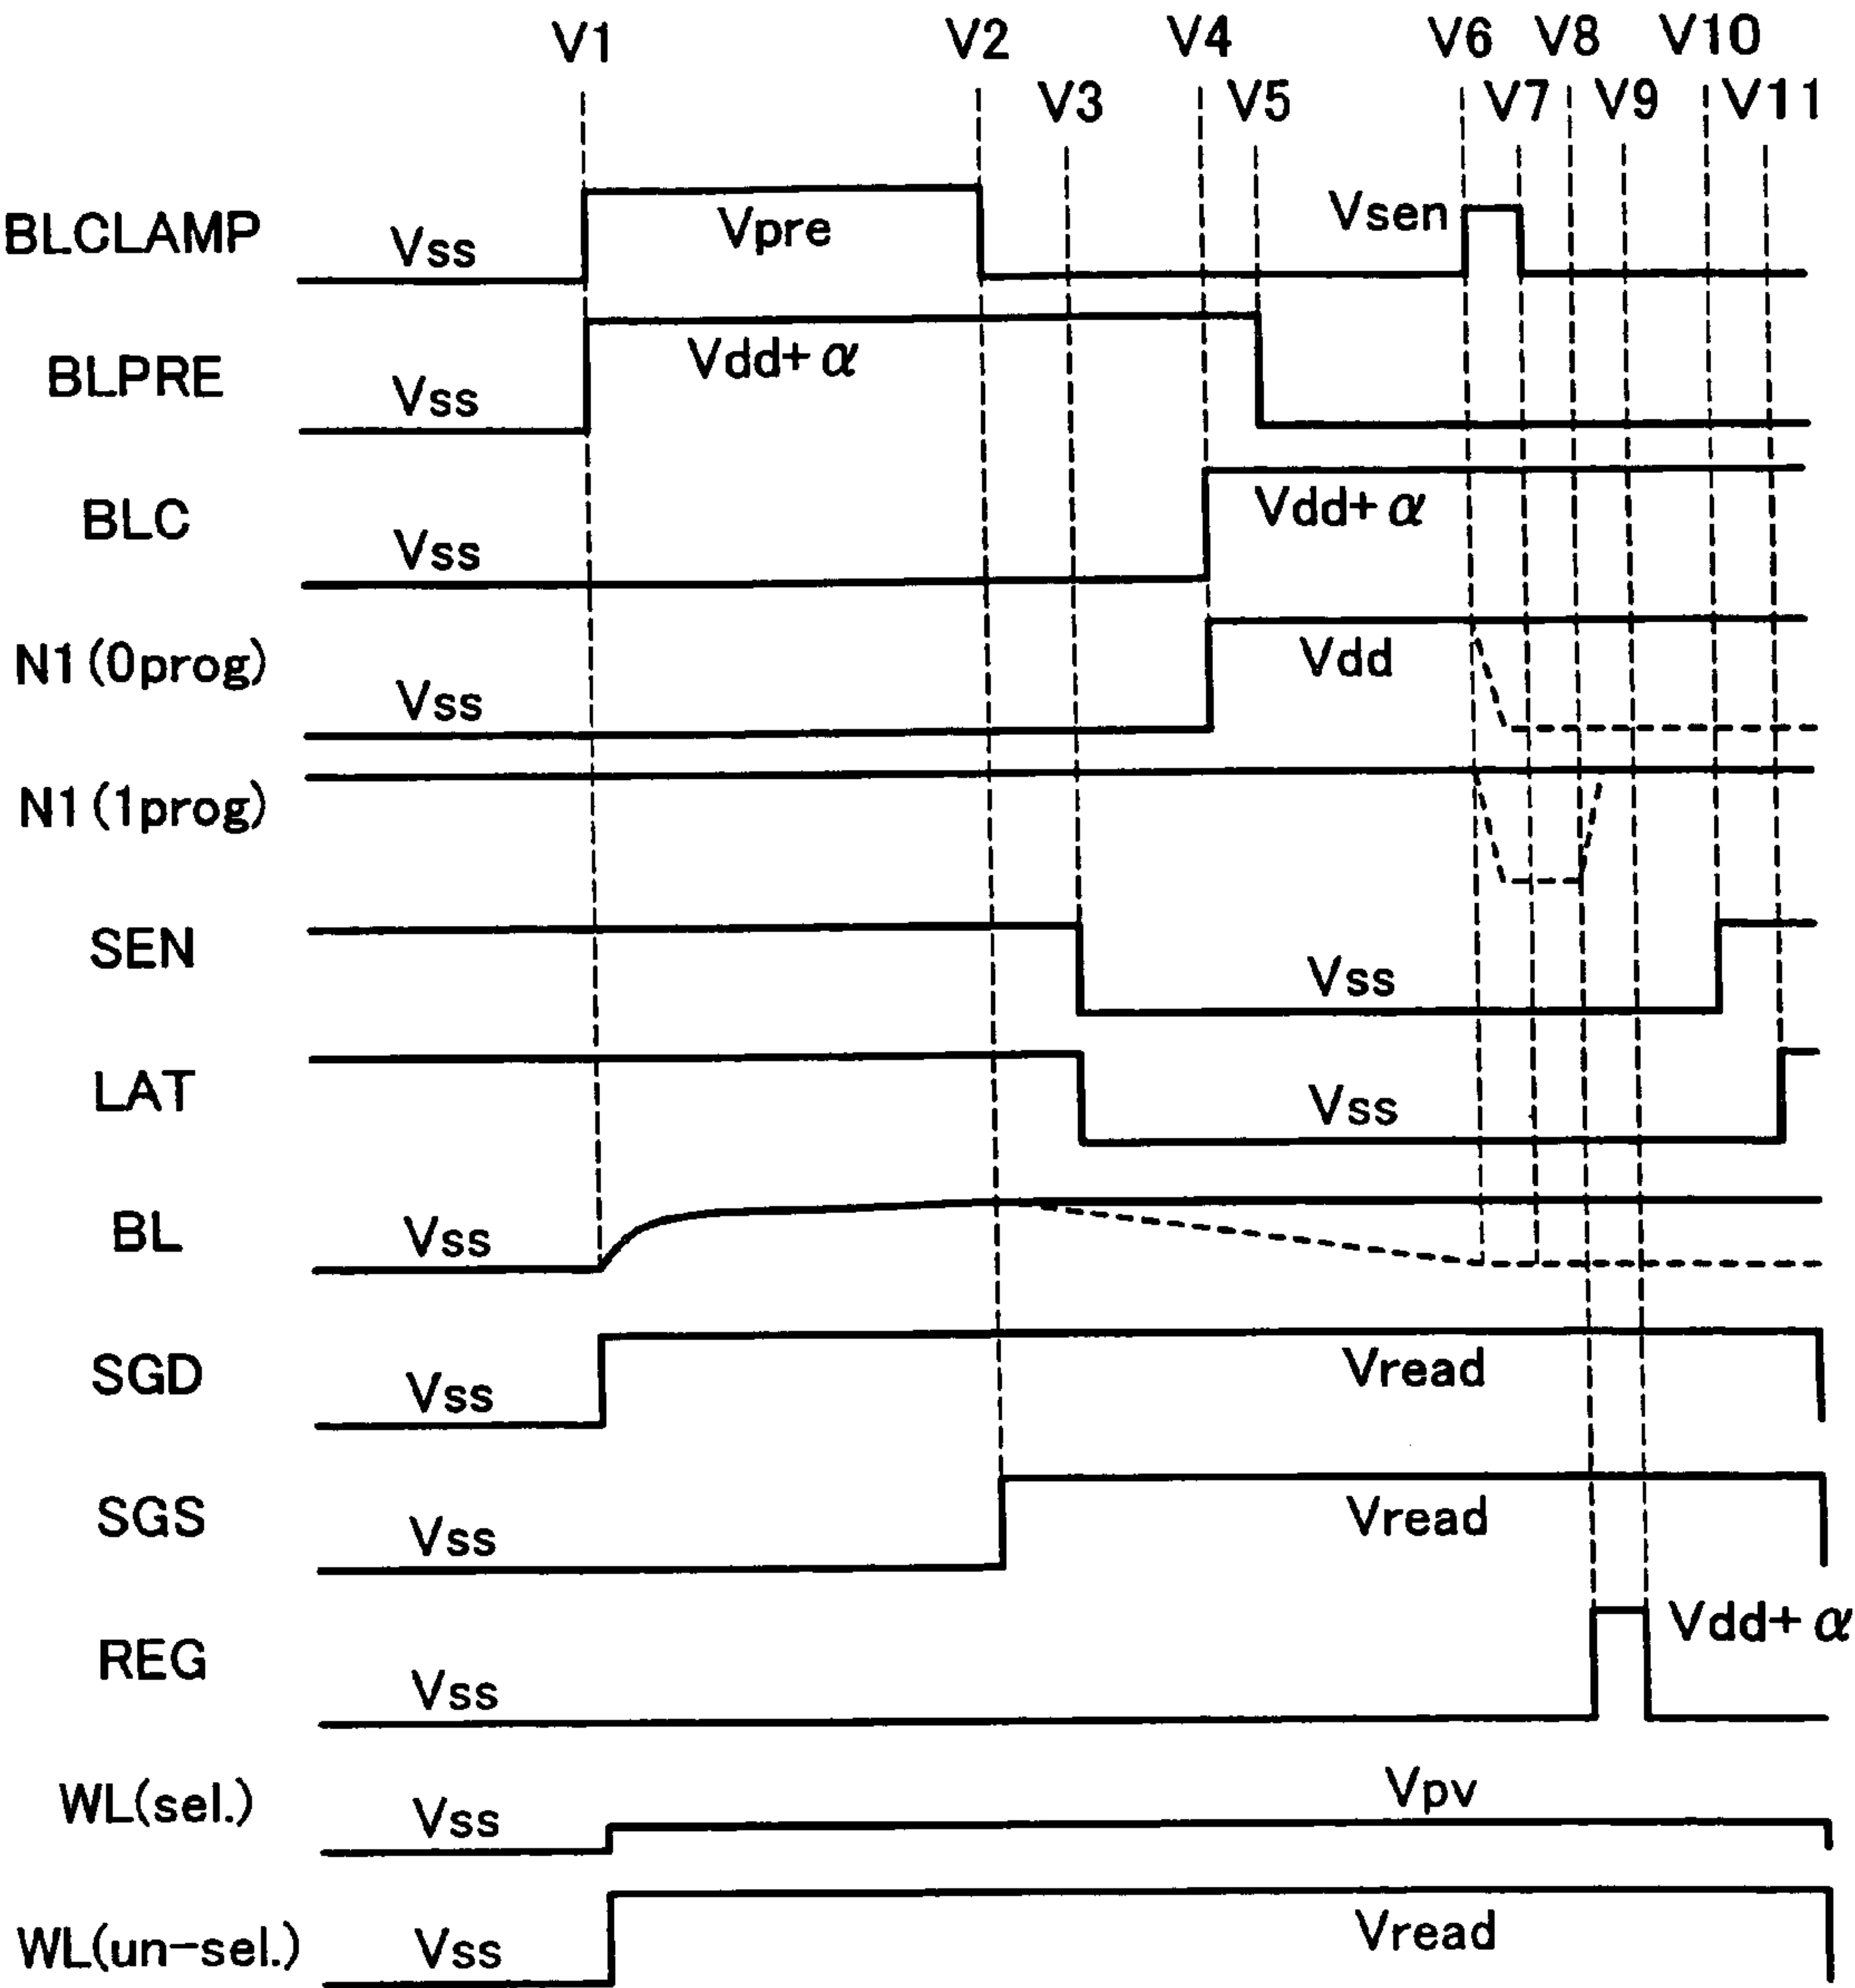 V1 V2 V4 V6 V8 V10
V3 V5 V7 V9 V11
BLCLAMP Vss Vpre Vsen
BLPRE Vss Vdd+α
BLC Vss Vdd+α
N1(0prog) Vss Vdd
N1(1prog)
SEN Vss
LAT Vss
BL Vss
SGD Vss Vread
SGS Vss Vread
REG Vss Vdd+α
WL(sel.) Vss Vpv
WL(un-sel.) Vss Vread